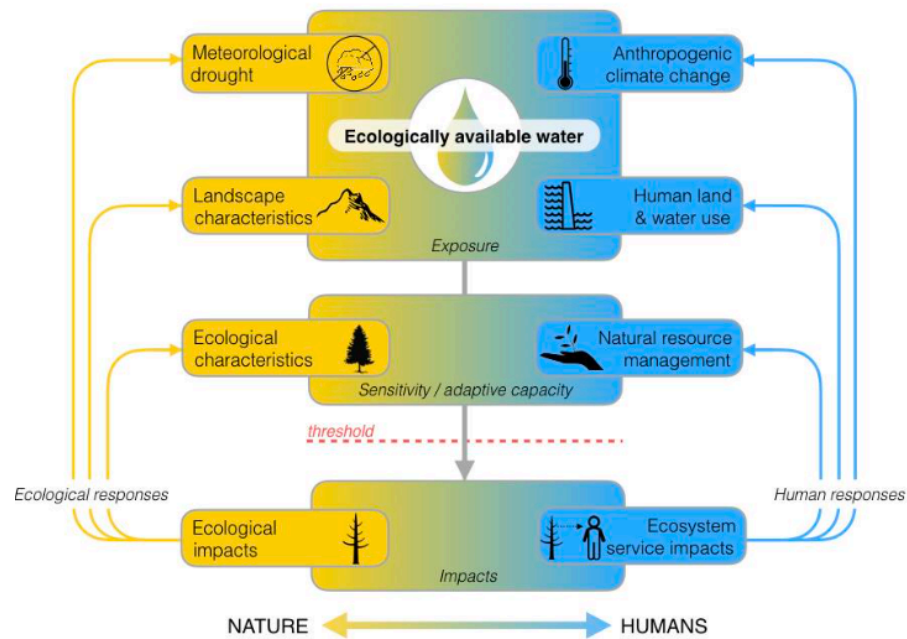 Meteorological
drought
Anthropogenic
climate change
Ecologically available water
Landscape
characteristics
Human land
& water use
Exposure
Ecological
characteristics
Natural resource
management
Sensitivity / adaptive capacity
threshold
Ecological responses
Human responses
Ecological
impacts
Ecosystem
service impacts
Impacts
NATURE
HUMANS